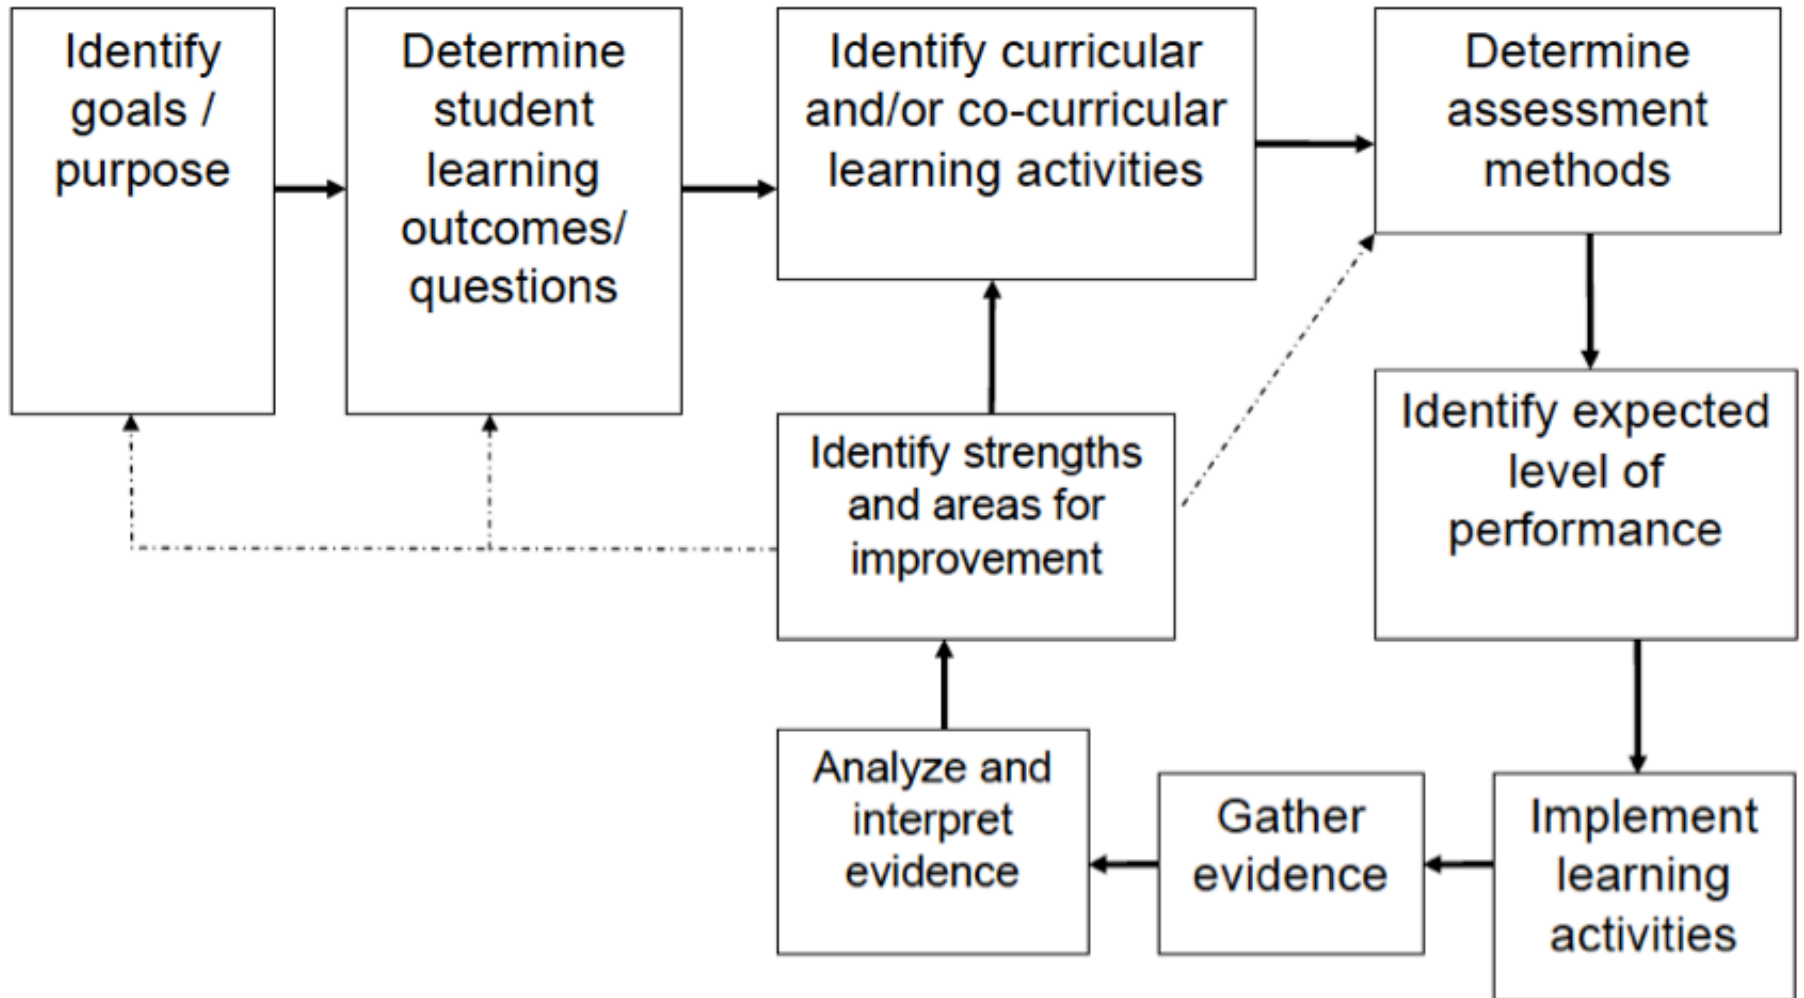 Identify
goals /
purpose
Determine
student
learning
outcomes/
questions
Identify curricular
and/or co-curricular
learning activities
Determine
assessment
methods
Identify strengths
and areas for
improvement
Identify expected
level of
performance
Analyze and
interpret
evidence
Gather
evidence
Implement
learning
activities